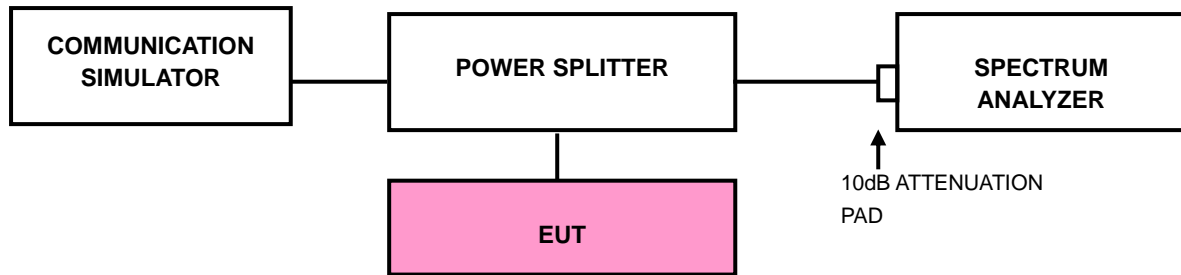 COMMUNICATION
SIMULATOR
POWER SPLITTER
SPECTRUM
ANALYZER
10dB ATTENUATION
PAD
EUT